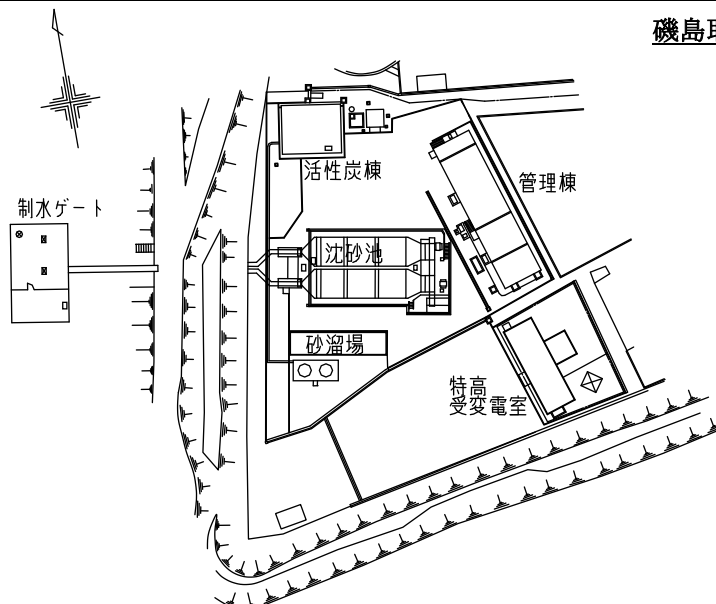 磯島取
活性炭棟
管理棟
制水ゲート
沈砂池
砂溜場
特高
受変電室